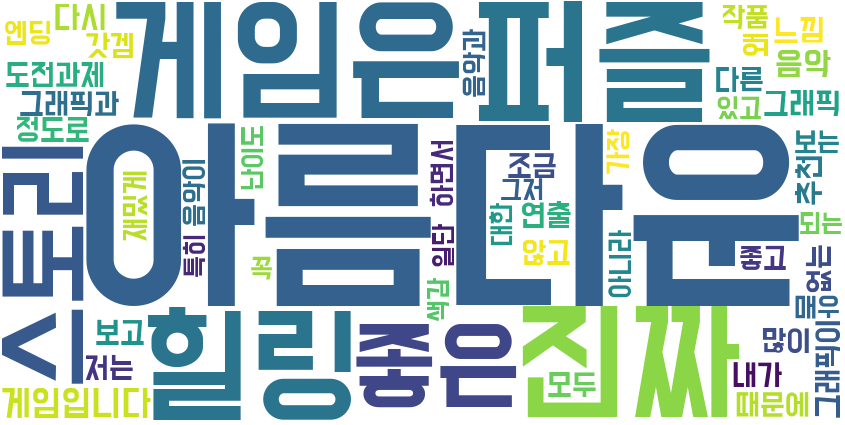 엔딩
다시
갓겜
게임은
음악과
퍼즐
작품
왜
느낌
음악
도전과제
그래픽과
정도로
다른
있고
그래픽
스토리
아름다운
재밌게
음악이
특히
난이도
꼭
하면서
일단
조금
그저
대한
연출
않고
가장
아니라
추천보는
되는
좋고
없는
몸
그래픽이
보고
저는
힐링
좋은
색감
진짜
모두
많이
내가
게임입니다
때문에